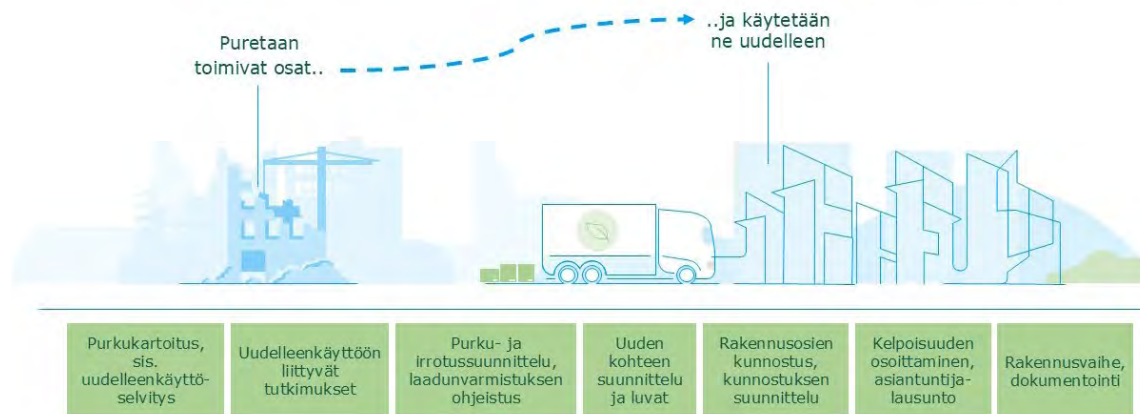 Puretaan
toimivat osat..
..ja käytetään
ne uudelleen
Purkukartoitus,
sis.
uudelleenkäyttö-
selvitys
Uudelleenkäyttöön
liittyvät
tutkimukset
Purku- ja
irrotussuunnittelu,
laadunvarmistuksen
ohjeistus
Uuden
kohteen
suunnittelu
ja luvat
Rakennusosien
kunnostus,
kunnostuksen
suunnittelu
Kelpoisuuden
osoittaminen,
asiantuntija-
lausunto
Rakennusvaihe,
dokumentointi